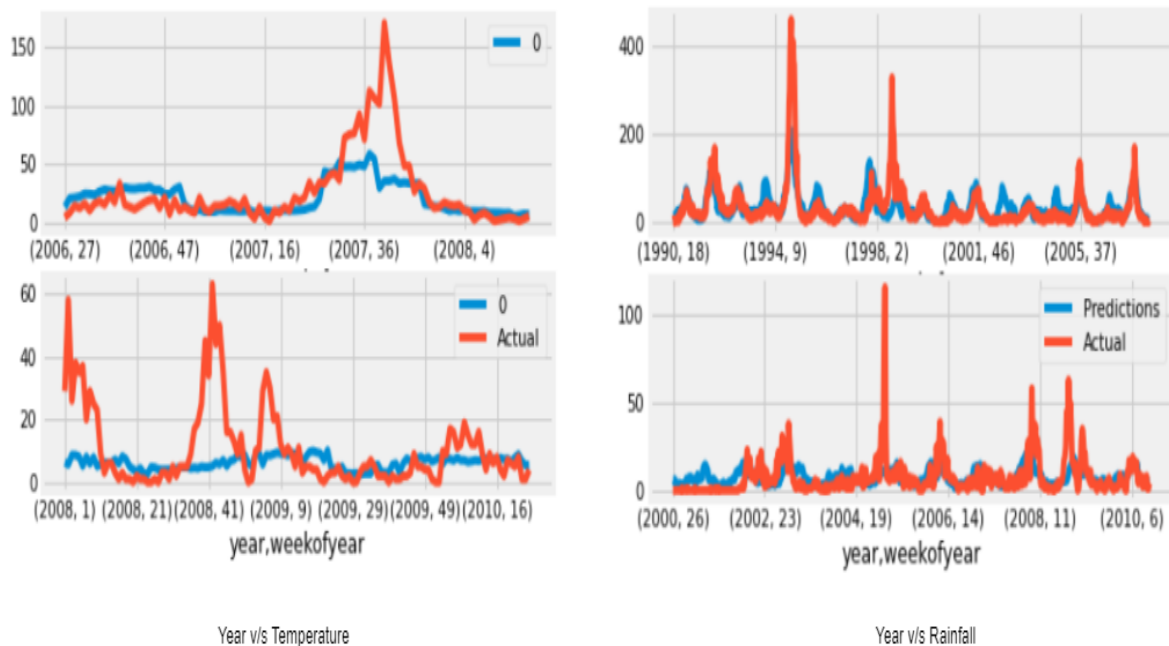 150
100
50
0
0
(2006, 27) (2006, 47) (2007, 16) (2007, 36) (2008, 4)
400
200
0
(1990, 18) (1994, 9) (1998, 2) (2001, 46) (2005, 37)
60
40
20
0
0
Actual
(2008, 1) (2008, 21) (2008, 41) (2009, 9) (2009, 29) (2009, 49) (2010, 16)
year,weekofyear
100
50
0
Predictions
Actual
(2000, 26) (2002, 23) (2004, 19) (2006, 14) (2008, 11) (2010, 6)
year,weekofyear
Year v/s Temperature
Year v/s Rainfall